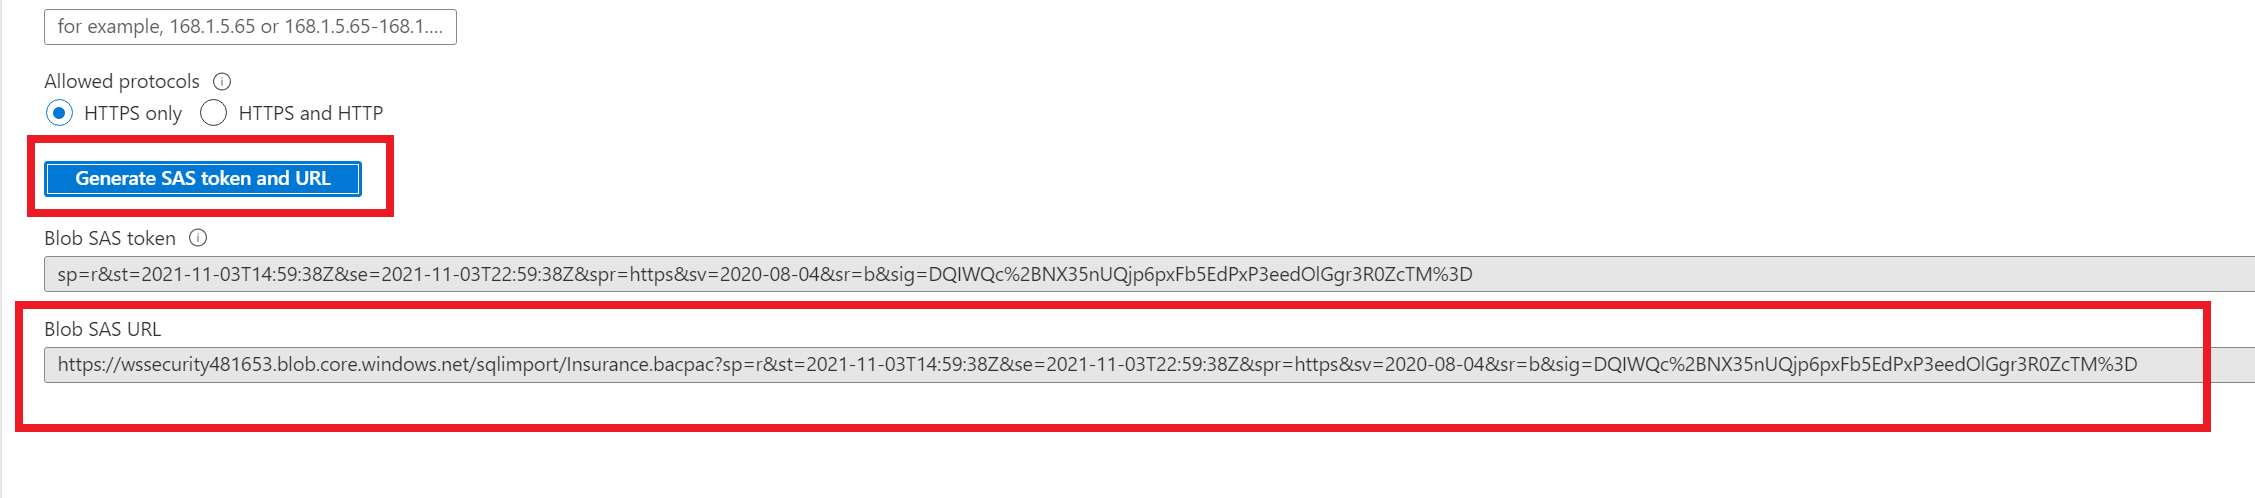 for example, 168.1.5.65 or 168.1.5.65-168.1....
Allowed protocols
HTTPS only HTTPS and HTTP
Generate SAS token and URL
Blob SAS token
sp=r&st=2021-11-03T14:59:38Z&se=2021-11-03T22:59:38Z&spr=https&sv=2020-08-04&sr=b&sig=DQIWQc%2BNX35nUQjp6pxFb5EdPxP3eedOlGgr3R0ZcTM%3D
Blob SAS URL
https://wssecurity481653.blob.core.windows.net/sqlimport/Insurance.bacpac?sp=r&st=2021-11-03T14:59:38Z&se=2021-11-03T22:59:38Z&spr=https&sv=2020-08-04&sr=b&sig=DQIWQc%2BNX35nUQjp6pxFb5EdPxP3eedOlGgr3R0ZcTM%3D